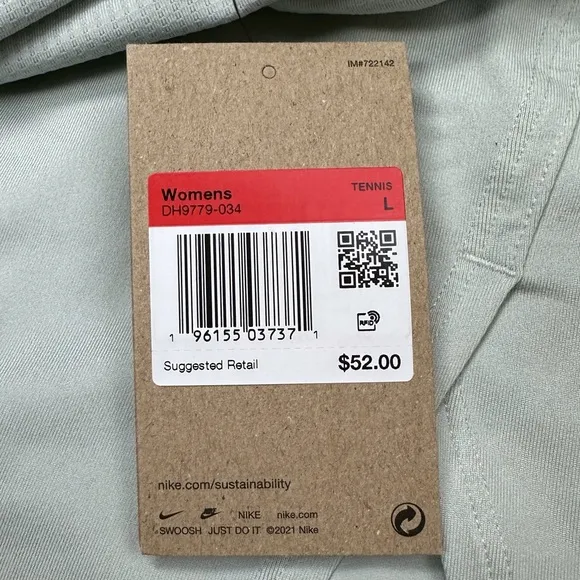 IM#722142
Womens TENNIS
DH9779-034 L
1 96155 03737 1
RFID
Suggested Retail $52.00
nike.com/sustainability
NIKE nike.com
SWOOSH JUST DO IT ©2021 Nike